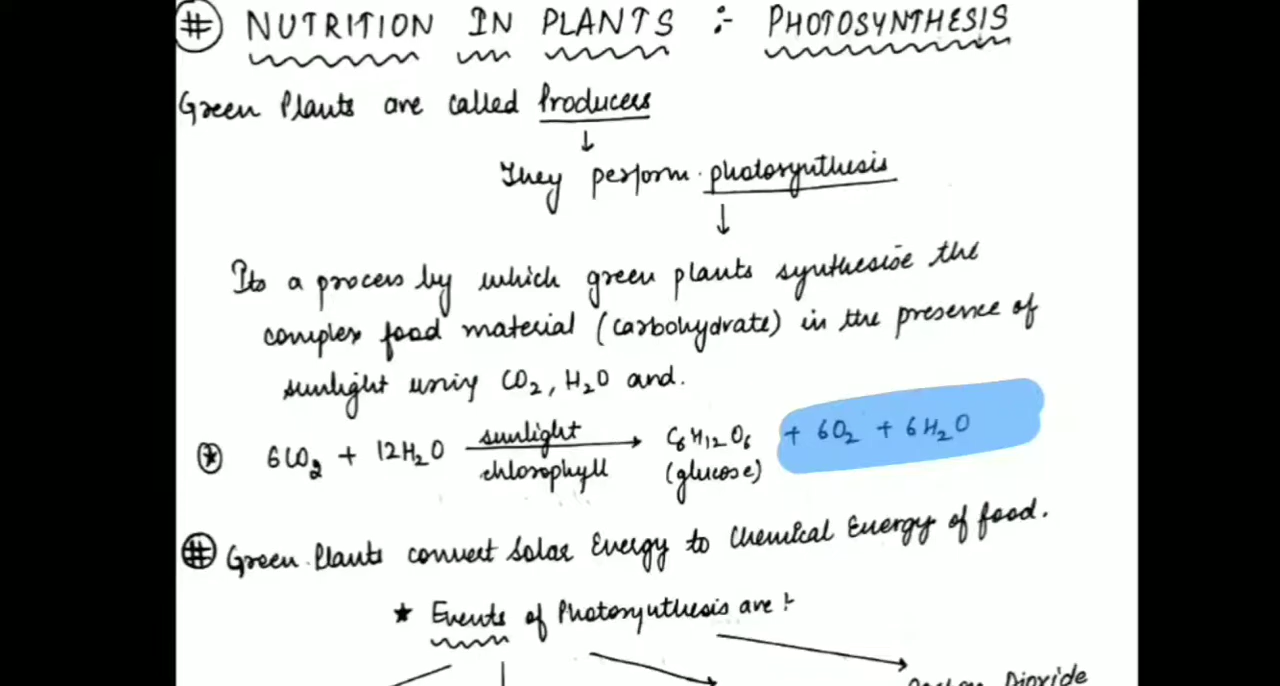 # NUTRITION IN PLANTS :- PHOTOSYNTHESIS
Green Plants are called Producers
↓
They perform photosynthesis
↓
Its a process by which green plants synthesise the
complex food material (carbohydrate) in the presence of
sunlight using CO2, H2O and.
6CO2 + 12H2O sunlight → C6H12O6 + 6O2 + 6H2O
chlorophyll (glucose)
# Green Plants convert Solar Energy to Chemical Energy of food.
★ Events of Photosynthesis are :-
Dioxide